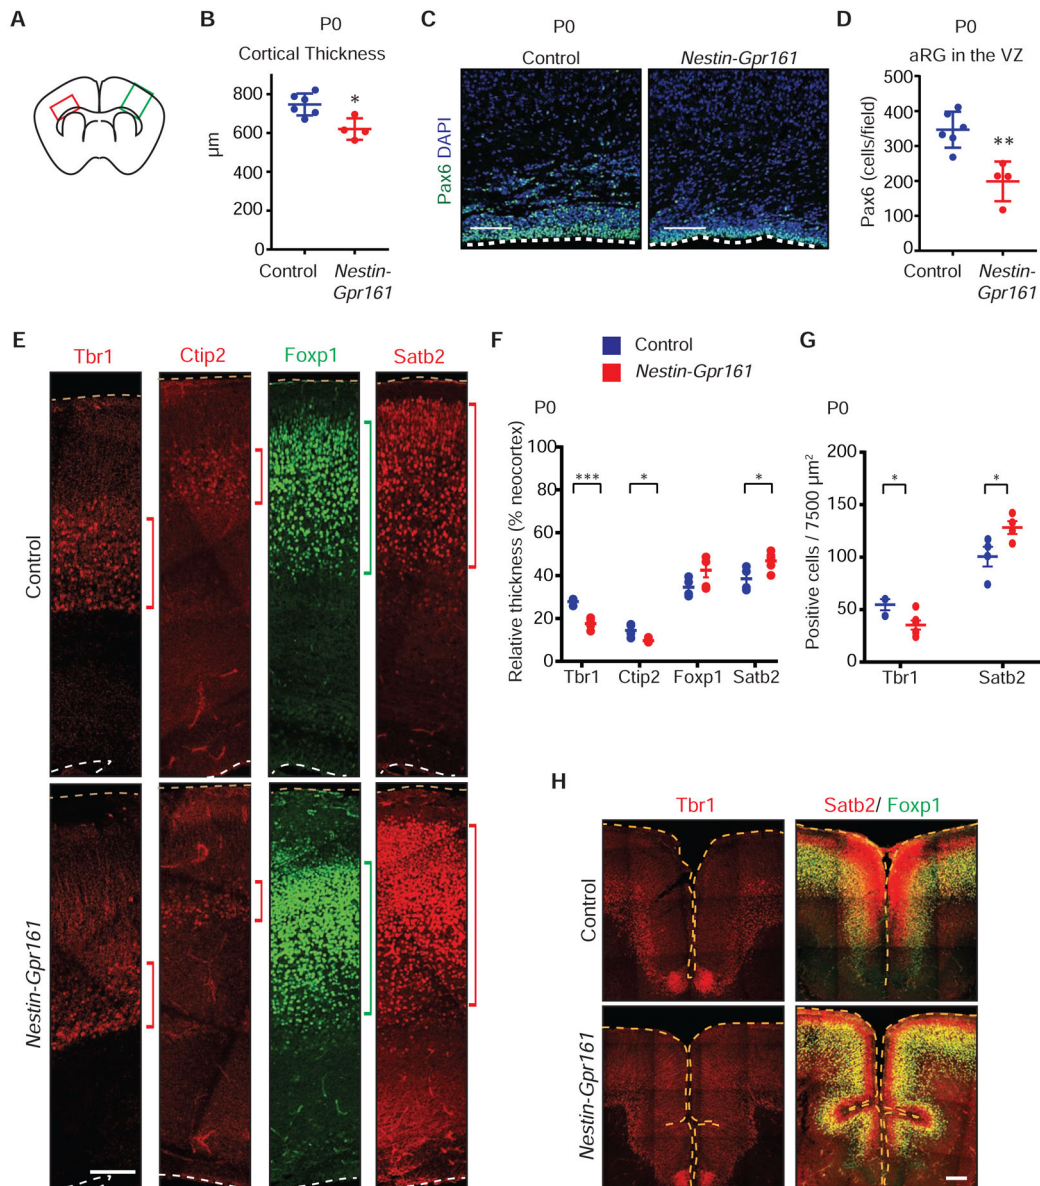 A
B
P0
Cortical Thickness
800
600
400
200
0
µm
*
Control
Nestin-
Gpr161
C
P0
Control
Nestin-Gpr161
Pax6 DAPI
D
P0
aRG in the VZ
500
400
300
200
100
0
Pax6 (cells/field)
**
Control
Nestin-
Gpr161
E
Tbr1
Ctip2
Foxp1
Satb2
Control
Nestin-Gpr161
F
Control
Nestin-Gpr161
P0
100
80
60
40
20
0
Relative thickness (% neocortex)
***
*
*
Tbr1
Ctip2
Foxp1
Satb2
G
P0
200
150
100
50
0
Positive cells / 7500 µm²
*
*
Tbr1
Satb2
H
Tbr1
Satb2/ Foxp1
Control
Nestin-Gpr161